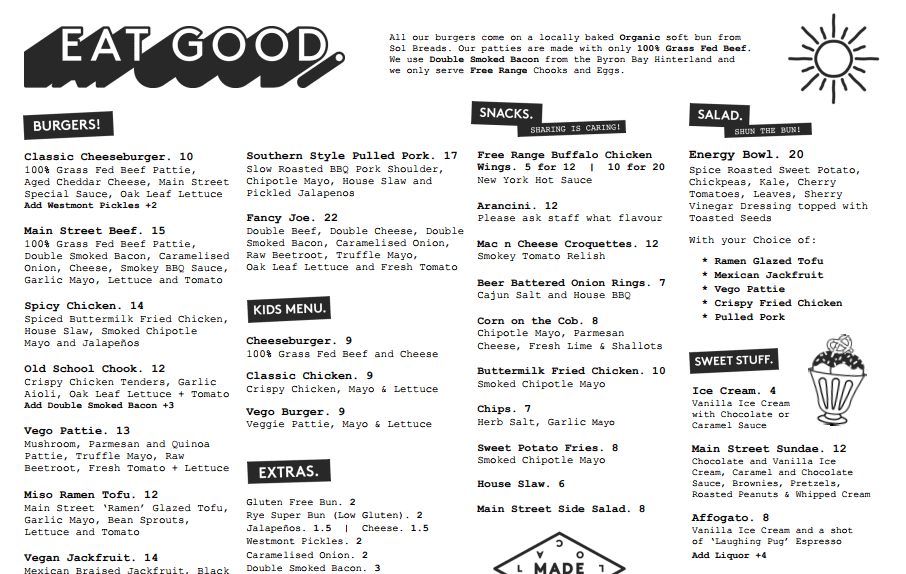 EAT GOOD.
All our burgers come on a locally baked Organic soft bun from
Sol Breads. Our patties are made with only 100% Grass Fed Beef.
We use Double Smoked Bacon from the Byron Bay Hinterland and
we only serve Free Range Chooks and Eggs.
BURGERS!
Classic Cheeseburger. 10
100% Grass Fed Beef Pattie,
Aged Cheddar Cheese, Main Street
Special Sauce, Oak Leaf Lettuce
Add Westmont Pickles +2
Main Street Beef. 15
100% Grass Fed Beef Pattie,
Double Smoked Bacon, Caramelised
Onion, Cheese, Smokey BBQ Sauce,
Garlic Mayo, Lettuce and Tomato
Spicy Chicken. 14
Spiced Buttermilk Fried Chicken,
House Slaw, Smoked Chipotle
Mayo and Jalapeños
Old School Chook. 12
Crispy Chicken Tenders, Garlic
Aioli, Oak Leaf Lettuce + Tomato
Add Double Smoked Bacon +3
Vego Pattie. 13
Mushroom, Parmesan and Quinoa
Pattie, Truffle Mayo, Raw
Beetroot, Fresh Tomato + Lettuce
Miso Ramen Tofu. 12
Main Street ‘Ramen’ Glazed Tofu,
Garlic Mayo, Bean Sprouts,
Lettuce and Tomato
Vegan Jackfruit. 14
Mexican Braised Jackfruit, Black
Southern Style Pulled Pork. 17
Slow Roasted BBQ Pork Shoulder,
Chipotle Mayo, House Slaw and
Pickled Jalapenos
Fancy Joe. 22
Double Beef, Double Cheese, Double
Smoked Bacon, Caramelised Onion,
Raw Beetroot, Truffle Mayo,
Oak Leaf Lettuce and Fresh Tomato
KIDS MENU.
Cheeseburger. 9
100% Grass Fed Beef and Cheese
Classic Chicken. 9
Crispy Chicken, Mayo & Lettuce
Vego Burger. 9
Veggie Pattie, Mayo & Lettuce
EXTRAS.
Gluten Free Bun. 2
Rye Super Bun (Low Gluten). 2
Jalapeños. 1.5 | Cheese. 1.5
Westmont Pickles. 2
Caramelised Onion. 2
Double Smoked Bacon. 3
SNACKS.
SHARING IS CARING!
Free Range Buffalo Chicken
Wings. 5 for 12 | 10 for 20
New York Hot Sauce
Arancini. 12
Please ask staff what flavour
Mac n Cheese Croquettes. 12
Smokey Tomato Relish
Beer Battered Onion Rings. 7
Cajun Salt and House BBQ
Corn on the Cob. 8
Chipotle Mayo, Parmesan
Cheese, Fresh Lime & Shallots
Buttermilk Fried Chicken. 10
Smoked Chipotle Mayo
Chips. 7
Herb Salt, Garlic Mayo
Sweet Potato Fries. 8
Smoked Chipotle Mayo
House Slaw. 6
Main Street Side Salad. 8
LOCAL
MADE
SALAD.
SHUN THE BUN!
Energy Bowl. 20
Spice Roasted Sweet Potato,
Chickpeas, Kale, Cherry
Tomatoes, Leaves, Sherry
Vinegar Dressing topped with
Toasted Seeds
With your Choice of:
* Ramen Glazed Tofu
* Mexican Jackfruit
* Vego Pattie
* Crispy Fried Chicken
* Pulled Pork
SWEET STUFF.
Ice Cream. 4
Vanilla Ice Cream
with Chocolate or
Caramel Sauce
Main Street Sundae. 12
Chocolate and Vanilla Ice
Cream, Caramel and Chocolate
Sauce, Brownies, Pretzels,
Roasted Peanuts & Whipped Cream
Affogato. 8
Vanilla Ice Cream and a shot
of ‘Laughing Pug’ Espresso
Add Liquor +4